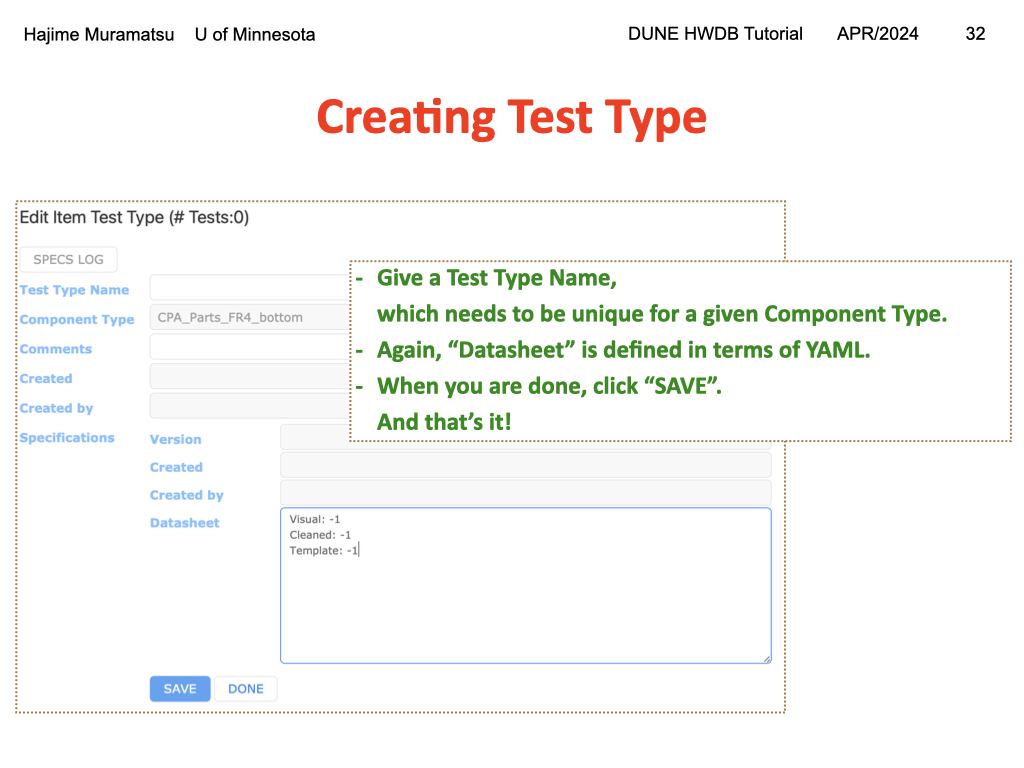 Hajime Muramatsu U of Minnesota DUNE HWDB Tutorial APR/2024 32
Creating Test Type
Edit Item Test Type (# Tests:0)
SPECS LOG
Test Type Name
Component Type CPA_Parts_FR4_bottom
Comments
Created
Created by
- Give a Test Type Name,
which needs to be unique for a given Component Type.
- Again, “Datasheet” is defined in terms of YAML.
- When you are done, click “SAVE”.
And that’s it!
Specifications Version
Created
Created by
Datasheet
Visual: -1
Cleaned: -1
Template: -1
SAVE DONE